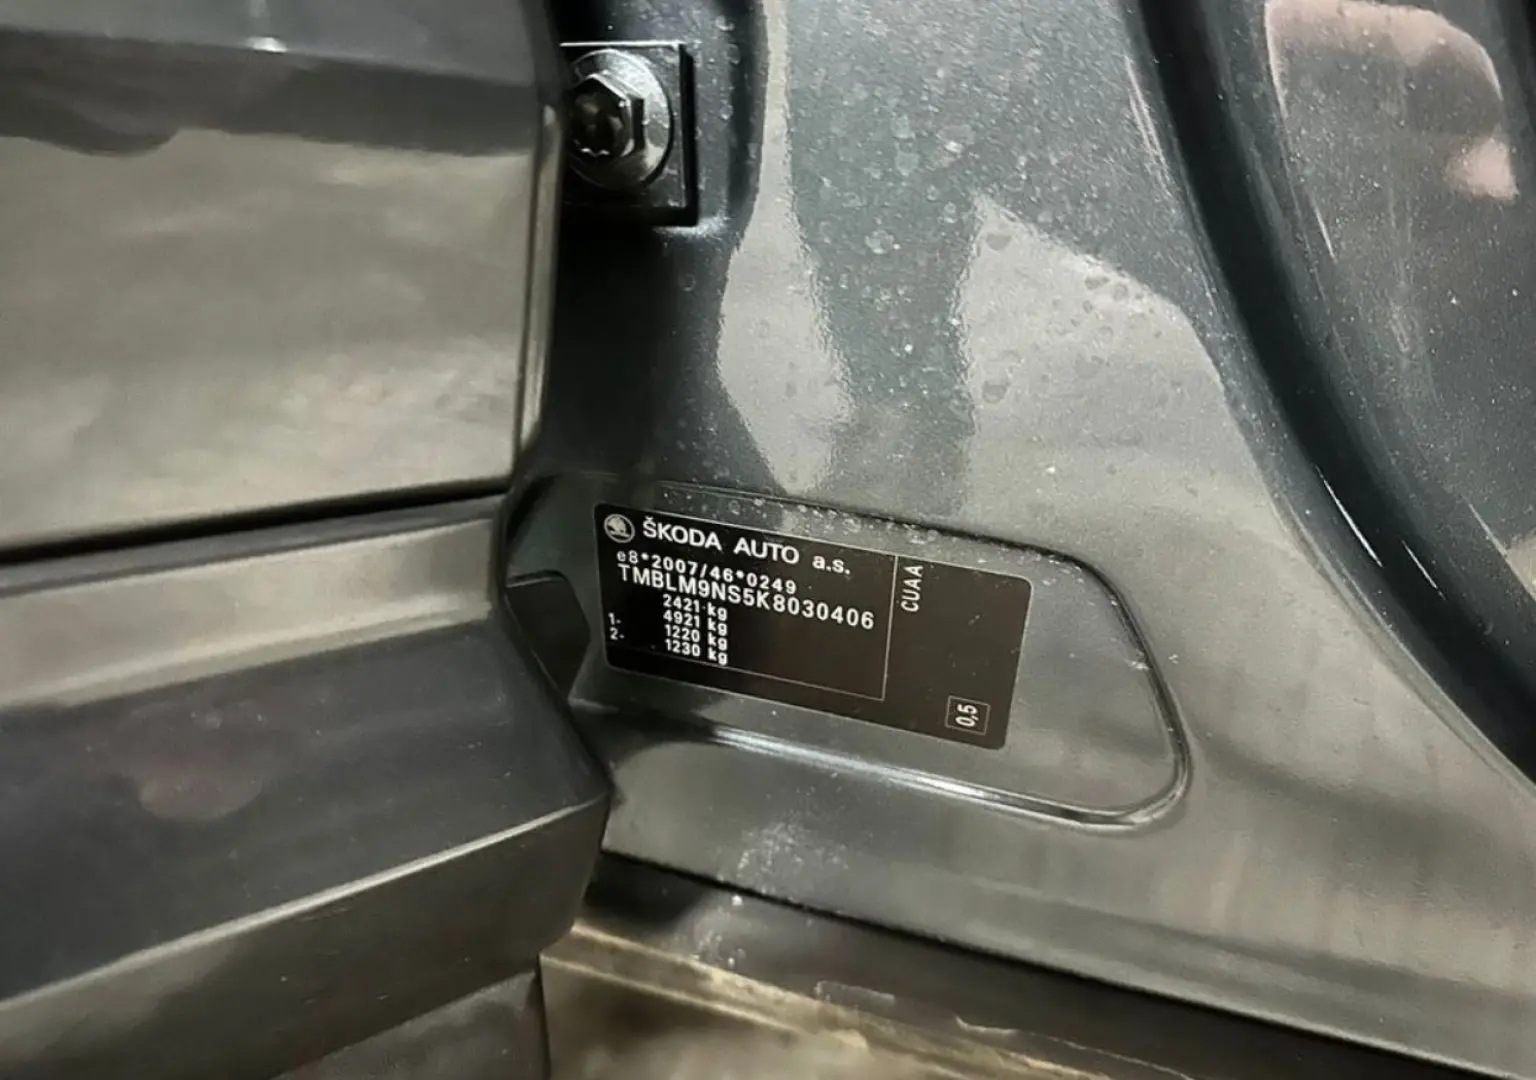 ŠKODA AUTO a.s.
e8*2007/46*0249
TMBLM9NS5K8030406
2421 kg
4921 kg
1- 1220 kg
2- 1230 kg
CUAA
0,5